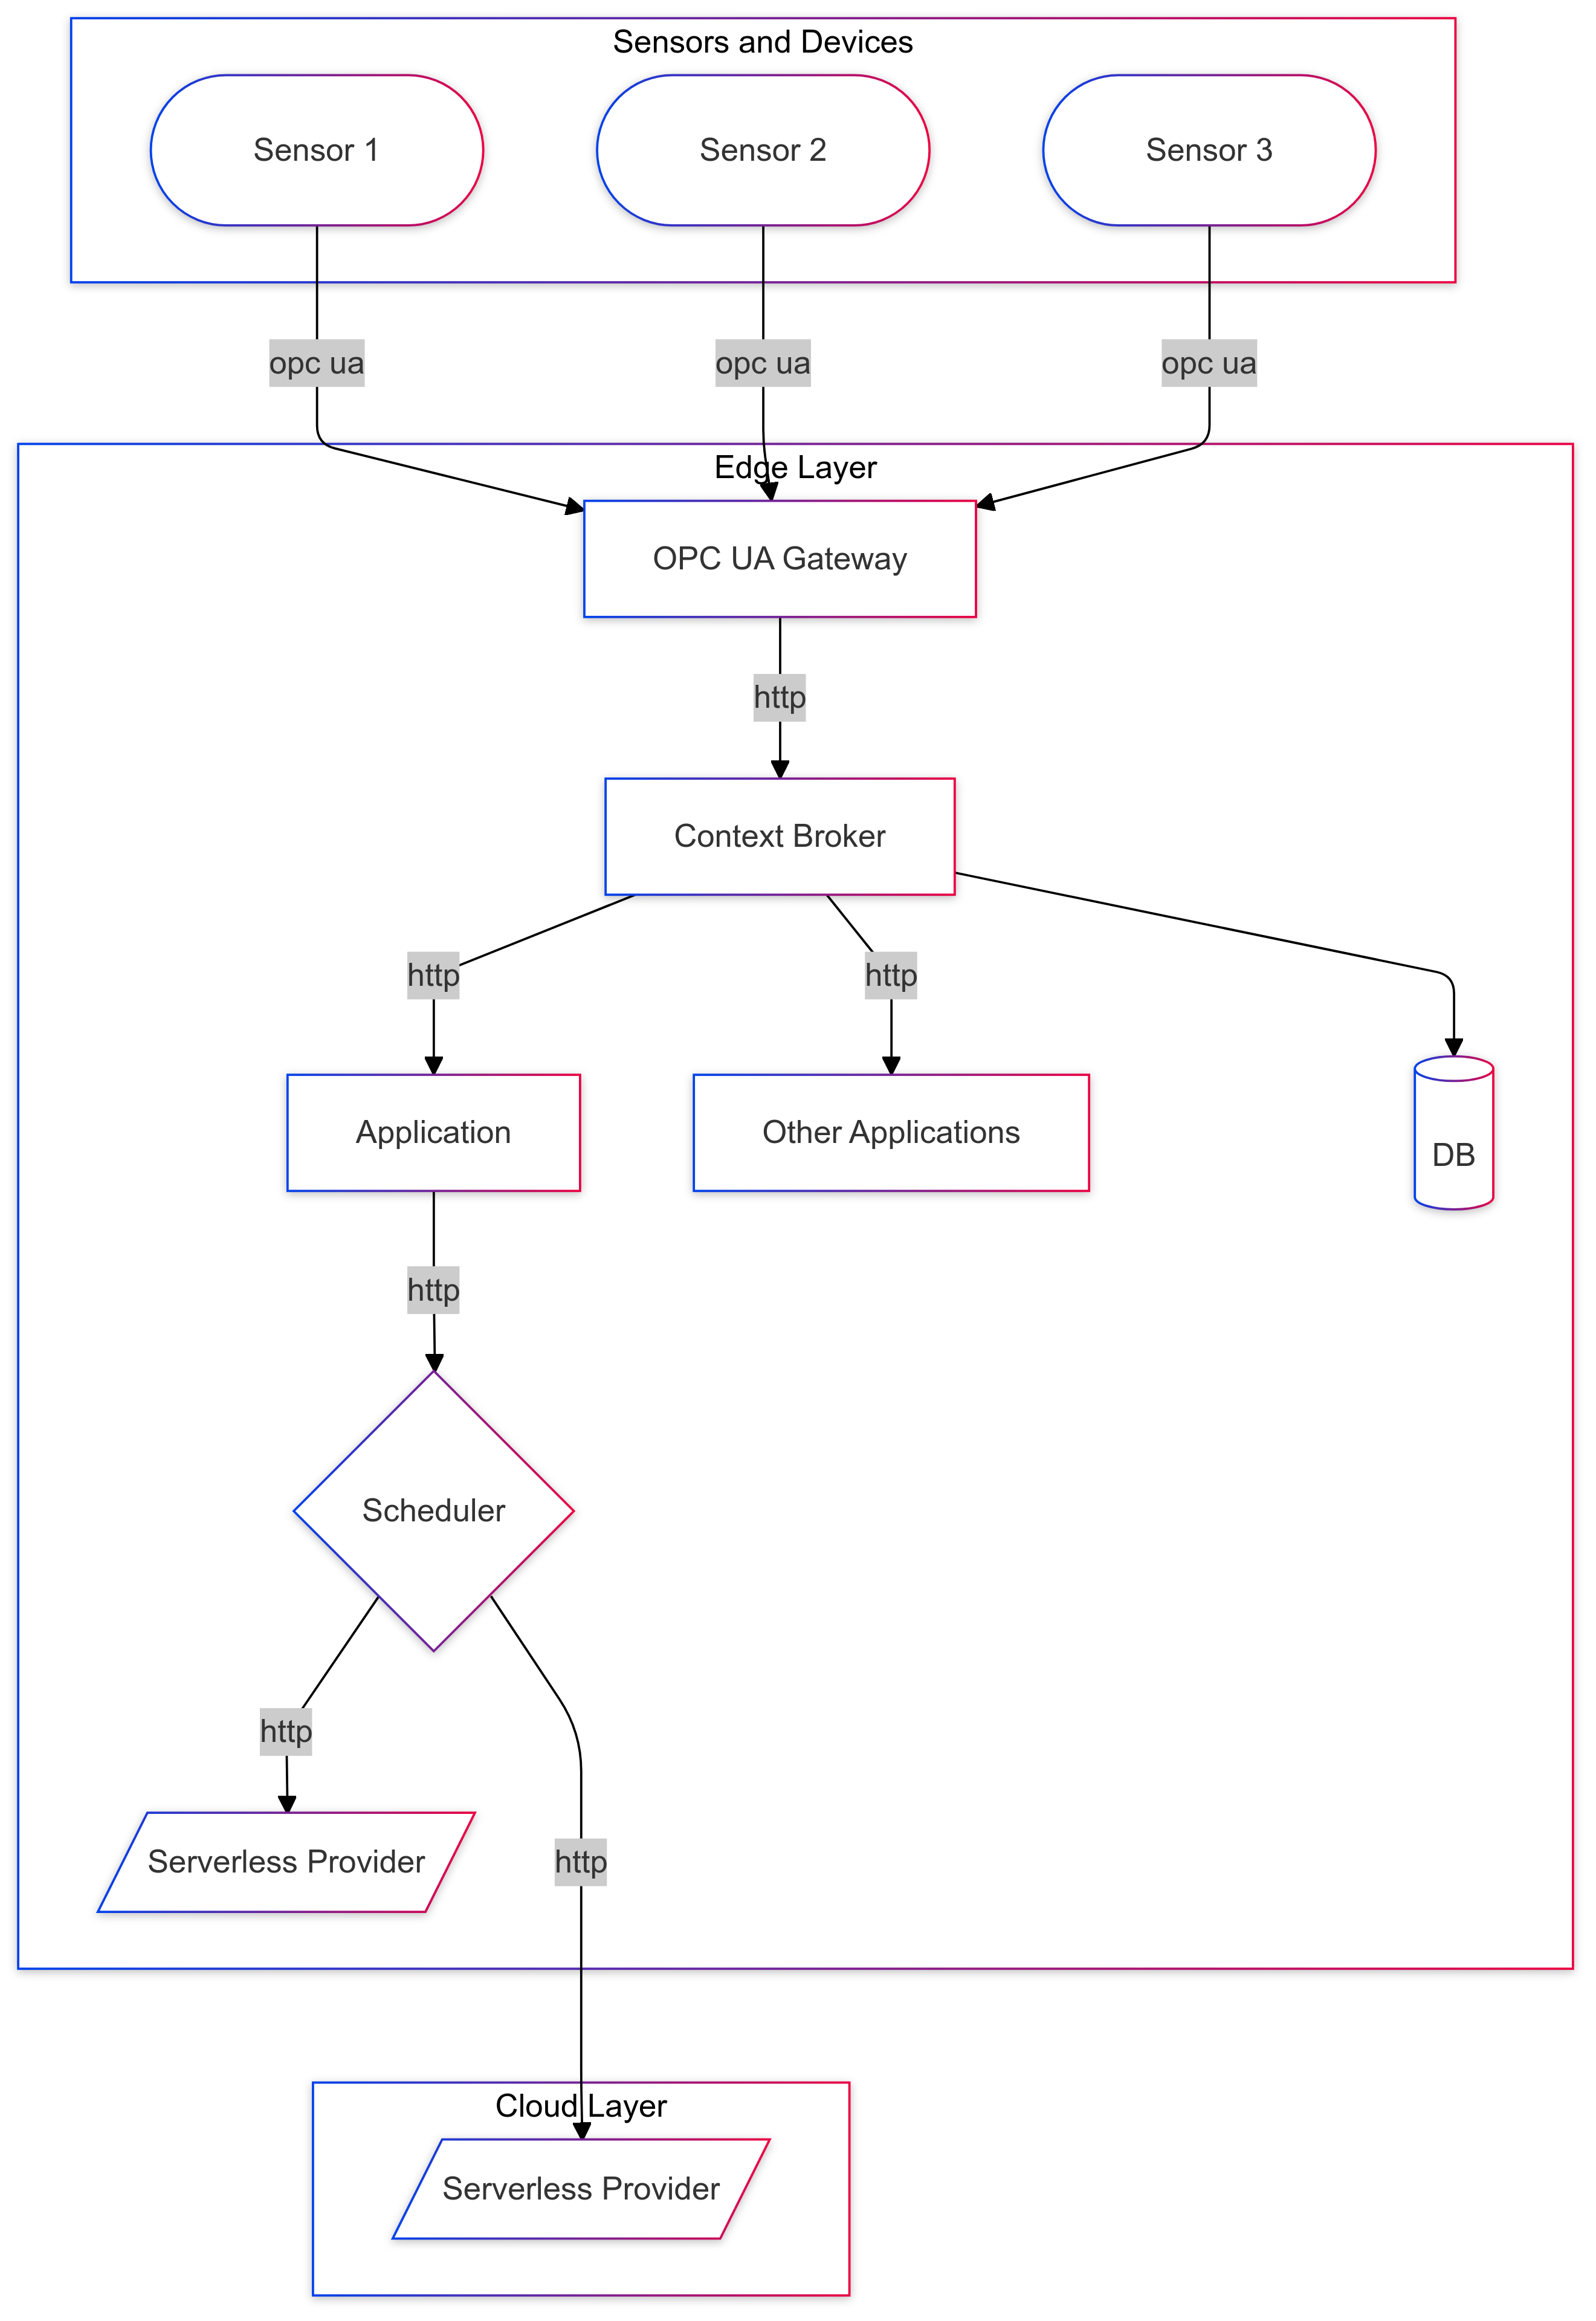 Sensors and Devices
Sensor 1
Sensor 2
Sensor 3
opc ua
opc ua
opc ua
Edge Layer
OPC UA Gateway
http
Context Broker
http
http
Application
Other Applications
DB
http
Scheduler
http
Serverless Provider
http
Cloud Layer
Serverless Provider